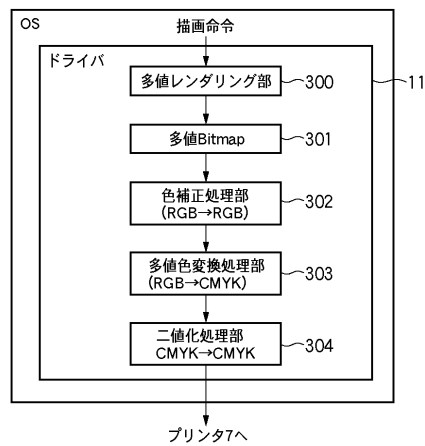 OS
描画命令
ドライバ
11
多値レンダリング部
300
多値Bitmap
301
色補正処理部
(RGB→RGB)
302
多値色変換処理部
(RGB→CMYK)
303
二値化処理部
CMYK→CMYK
304
プリンタ7へ